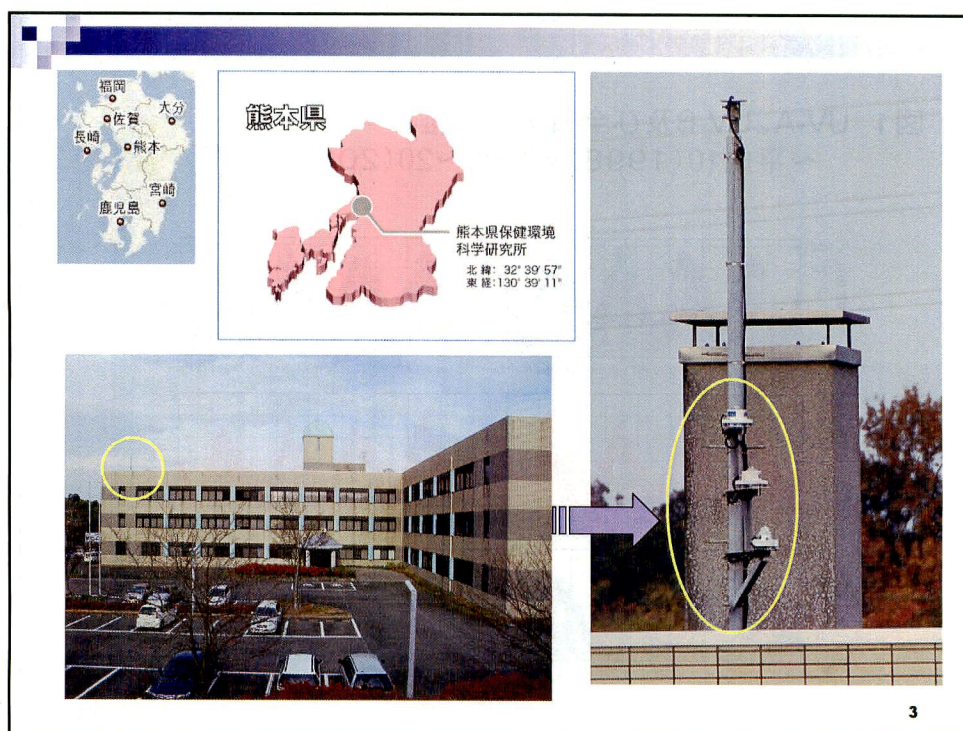 福岡
佐賀
大分
長崎
熊本
宮崎
鹿児島
熊本県
熊本県保健環境
科学研究所
北 緯: 32° 39' 57"
東 経:130° 39' 11"
3